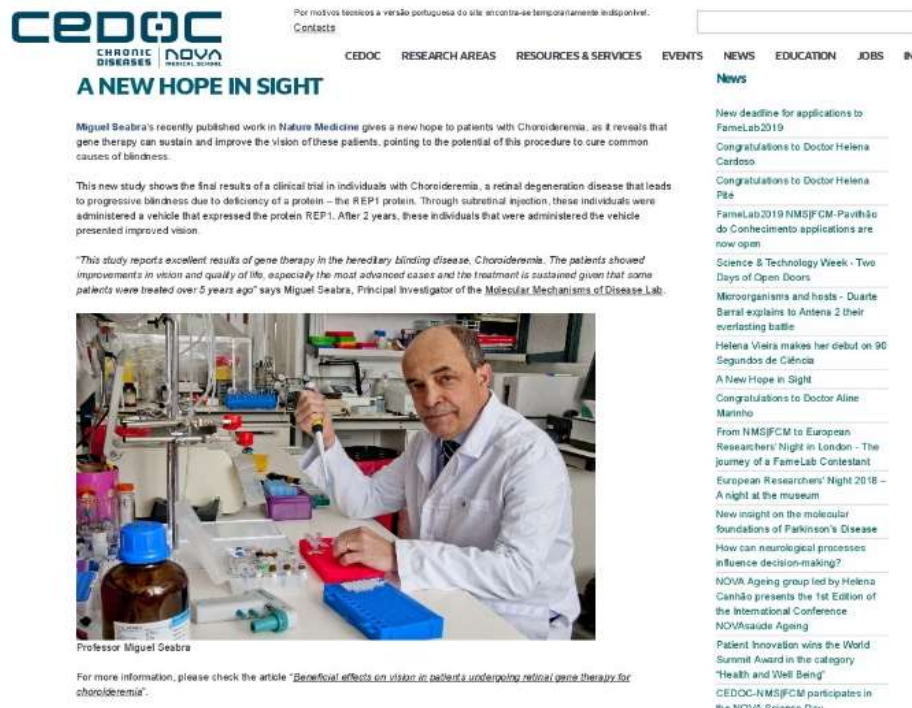 CEDOC
CHRONIC
DISEASES
NOVA
MEDICAL SCHOOL
Por motivos técnicos a versão portuguesa do site encontra-se temporariamente indisponível.
Contacts
CEDOC RESEARCH AREAS RESOURCES & SERVICES EVENTS NEWS EDUCATION JOBS
A NEW HOPE IN SIGHT
Miguel Seabra's recently published work in Nature Medicine gives a new hope to patients with Choroideremia, as it reveals that
gene therapy can sustain and improve the vision of these patients, pointing to the potential of this procedure to cure common
causes of blindness.
This new study shows the final results of a clinical trial in individuals with Choroideremia, a retinal degeneration disease that leads
to progressive blindness due to deficiency of a protein – the REP1 protein. Through subretinal injection, these individuals were
administered a vehicle that expressed the protein REP1. After 2 years, these individuals that were administered the vehicle
presented improved vision.
"This study reports excellent results of gene therapy in the hereditary blinding disease, Choroideremia. The patients showed
improvements in vision and quality of life, especially the most advanced cases and the treatment is sustained given that some
patients were treated over 5 years ago" says Miguel Seabra, Principal Investigator of the Molecular Mechanisms of Disease Lab.
Professor Miguel Seabra
For more information, please check the article "Beneficial effects on vision in patients undergoing retinal gene therapy for
choroideremia".
News
New deadline for applications to
FameLab2019
Congratulations to Doctor Helena
Cardoso
Congratulations to Doctor Helena
Pité
FameLab2019 NMS|FCM-Pavilhão
do Conhecimento applications are
now open
Science & Technology Week - Two
Days of Open Doors
Microorganisms and hosts - Duarte
Barral explains to Antena 2 their
everlasting battle
Helena Vieira makes her debut on 90
Segundos de Ciência
A New Hope in Sight
Congratulations to Doctor Aline
Marinho
From NMS|FCM to European
Researchers' Night in London - The
journey of a FameLab Contestant
European Researchers' Night 2018 –
A night at the museum
New insight on the molecular
foundations of Parkinson's Disease
How can neurological processes
influence decision-making?
NOVA Ageing group led by Helena
Canhão presents the 1st Edition of
the International Conference
NOVAsaúde Ageing
Patient Innovation wins the World
Summit Award in the category
"Health and Well Being"
CEDOC-NMS|FCM participates in
the NOVA Science Day